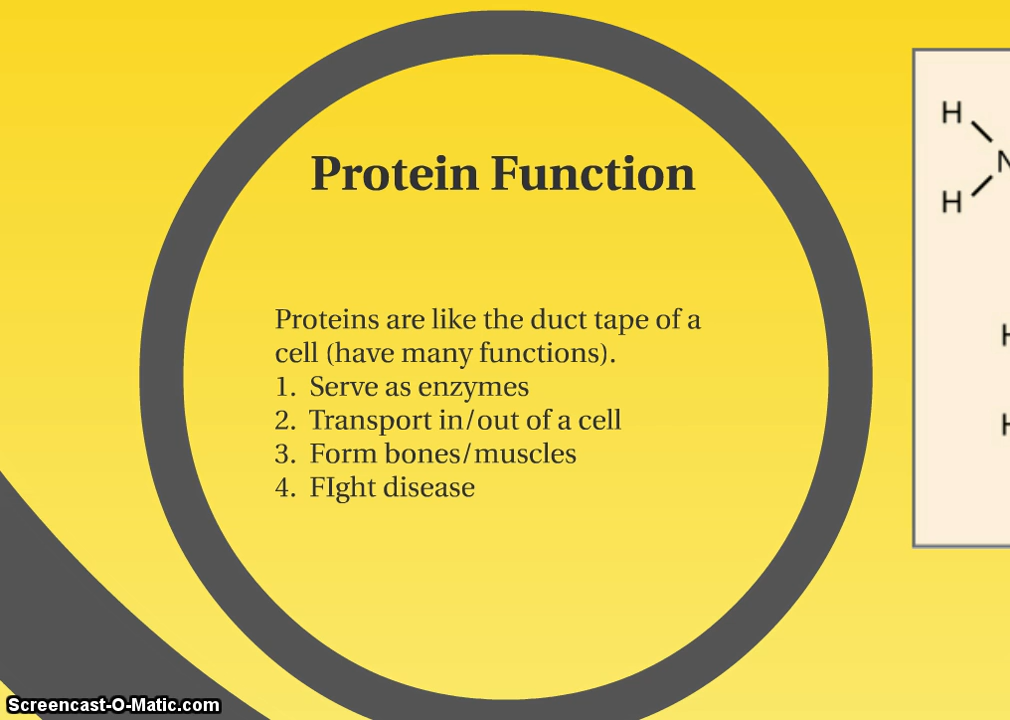 Protein Function
Proteins are like the duct tape of a
cell (have many functions).
1. Serve as enzymes
2. Transport in/out of a cell
3. Form bones/muscles
4. FIght disease
H
N
H
H
H
Screencast-O-Matic.com